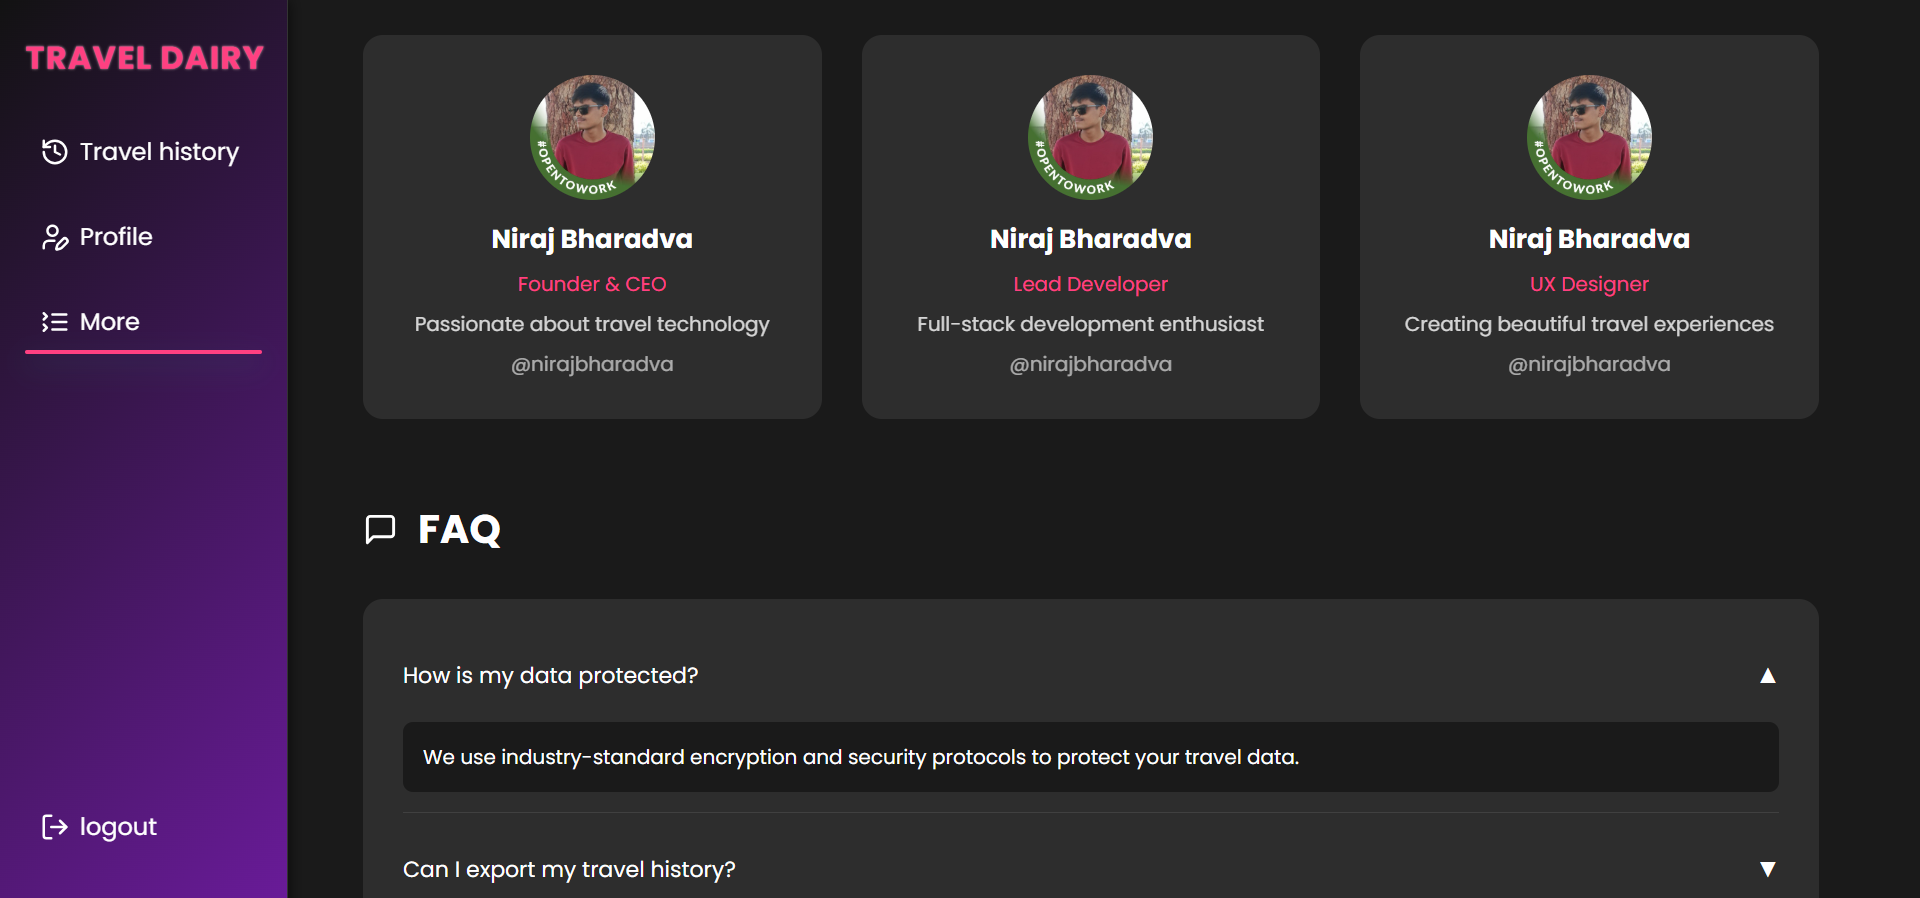 TRAVEL DAIRY
Travel history
Profile
More
logout
#OPENTOWORK
Niraj Bharadva
Founder & CEO
Passionate about travel technology
@nirajbharadva
#OPENTOWORK
Niraj Bharadva
Lead Developer
Full-stack development enthusiast
@nirajbharadva
#OPENTOWORK
Niraj Bharadva
UX Designer
Creating beautiful travel experiences
@nirajbharadva
FAQ
How is my data protected?
We use industry-standard encryption and security protocols to protect your travel data.
Can I export my travel history?